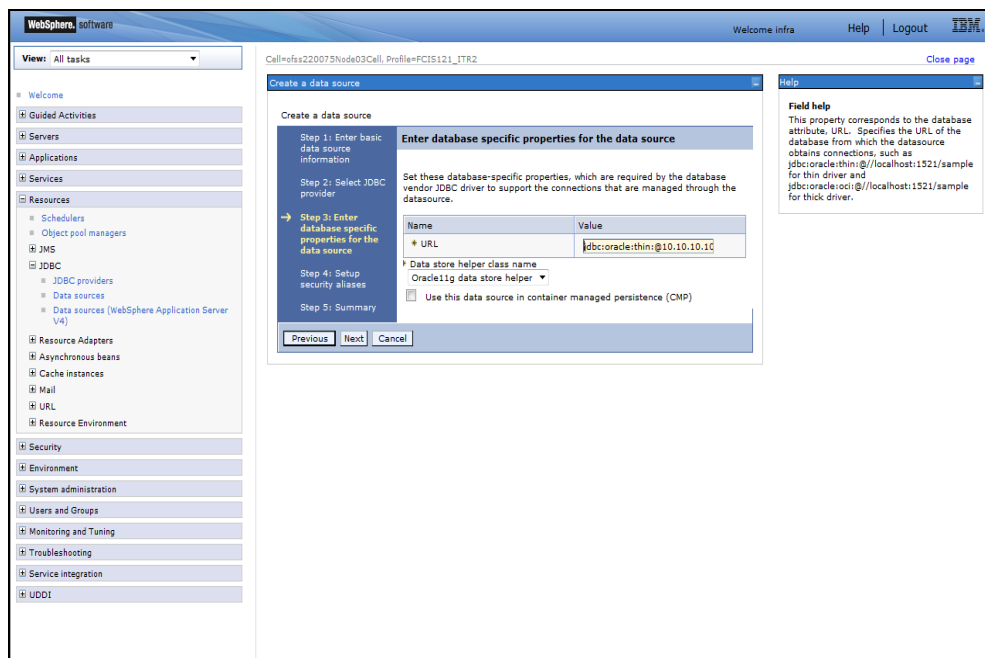 WebSphere. software
Welcome infra
Help
Logout
IBM.
View: All tasks
Cell=ofss220075Node03Cell, Profile=FCIS121_ITR2
Close page
Welcome
Guided Activities
Servers
Applications
Services
Resources
Schedulers
Object pool managers
JMS
JDBC
JDBC providers
Data sources
Data sources (WebSphere Application Server
V4)
Resource Adapters
Asynchronous beans
Cache instances
Mail
URL
Resource Environment
Security
Environment
System administration
Users and Groups
Monitoring and Tuning
Troubleshooting
Service integration
UDDI
Create a data source
Create a data source
Step 1: Enter basic
data source
information
Step 2: Select JDBC
provider
Step 3: Enter
database specific
properties for the
data source
Step 4: Setup
security aliases
Step 5: Summary
Enter database specific properties for the data source
Set these database-specific properties, which are required by the database
vendor JDBC driver to support the connections that are managed through the
datasource.
Name Value
* URL jdbc:oracle:thin:@10.10.10.10
Data store helper class name
Oracle11g data store helper
Use this data source in container managed persistence (CMP)
Previous Next Cancel
Help
Field help
This property corresponds to the database
attribute, URL. Specifies the URL of the
database from which the datasource
obtains connections, such as
jdbc:oracle:thin:@//localhost:1521/sample
for thin driver and
jdbc:oracle:oci:@//localhost:1521/sample
for thick driver.